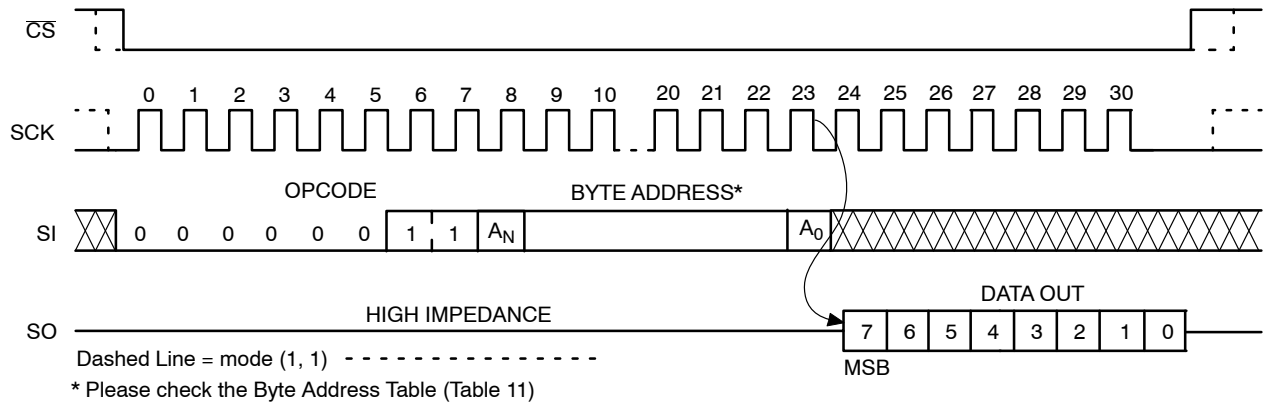 CS
0 1 2 3 4 5 6 7 8 9 10 20 21 22 23 24 25 26 27 28 29 30
SCK
OPCODE BYTE ADDRESS*
SI 0 0 0 0 0 0 1 1 AN A0
DATA OUT
HIGH IMPEDANCE
SO 7 6 5 4 3 2 1 0
Dashed Line = mode (1, 1) - - - - - - - - - - - - - -
MSB
* Please check the Byte Address Table (Table 11)